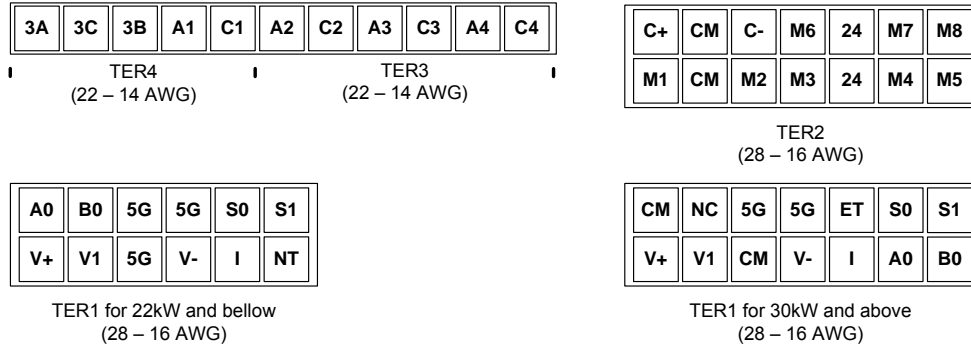 3A 3C 3B A1 C1 A2 C2 A3 C3 A4 C4
TER4
(22 – 14 AWG)
TER3
(22 – 14 AWG)
C+ CM C- M6 24 M7 M8
M1 CM M2 M3 24 M4 M5
TER2
(28 – 16 AWG)
A0 B0 5G 5G S0 S1
V+ V1 5G V- I NT
TER1 for 22kW and bellow
(28 – 16 AWG)
CM NC 5G 5G ET S0 S1
V+ V1 CM V- I A0 B0
TER1 for 30kW and above
(28 – 16 AWG)